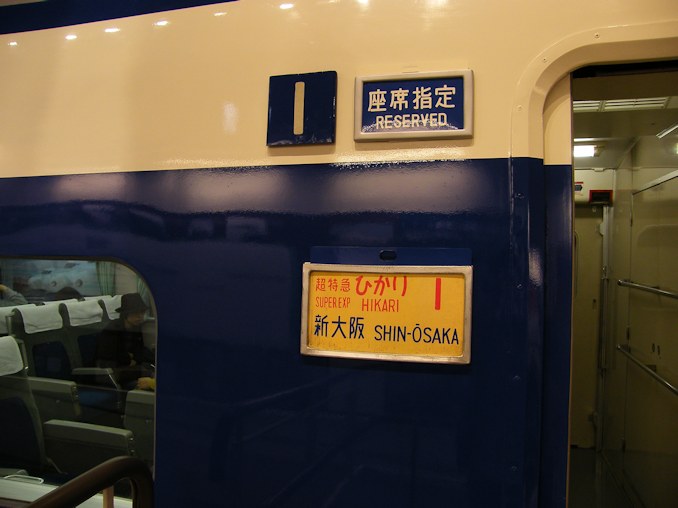 1
座席指定
RESERVED
超特急 ひかり 1
SUPER.EXP HIKARI
新大阪 SHIN-ŌSAKA